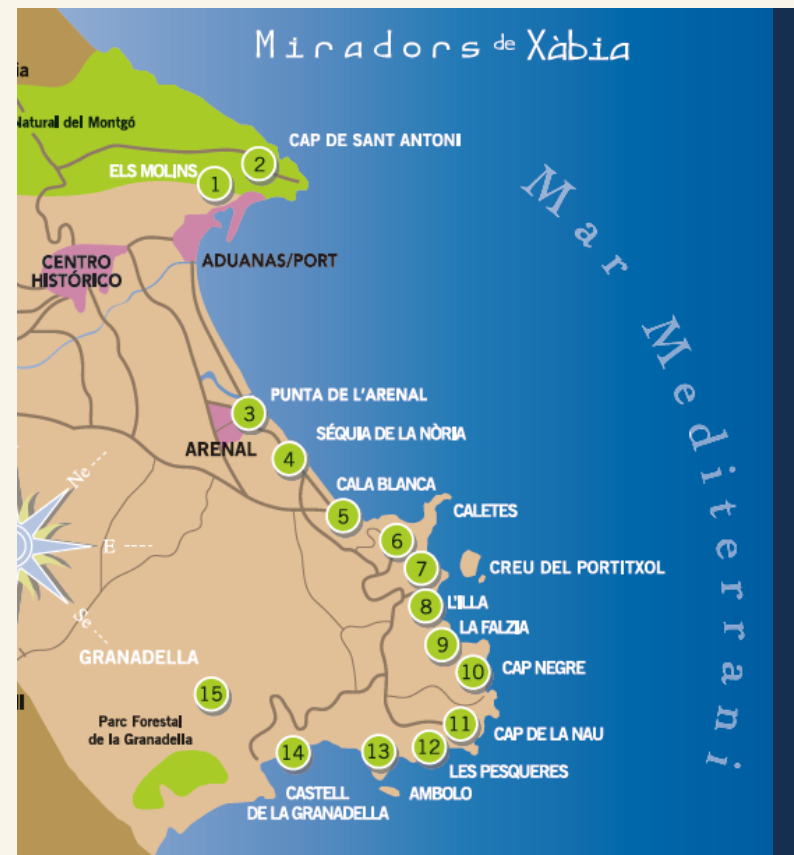 Miradors de Xàbia
ia
Natural del Montgó
CAP DE SANT ANTONI
2
ELS MOLINS
1
Mar Mediterrani
CENTRO
HISTÓRICO
ADUANAS/PORT
PUNTA DE L'ARENAL
3
ARENAL
SÉQUIA DE LA NÒRIA
4
CALA BLANCA
5
CALETES
6
Ne
E
Se
7
CREU DEL PORTITXOL
8
L'ILLA
LA FALZIA
9
10
CAP NEGRE
GRANADELLA
15
Parc Forestal
de la Granadella
11
CAP DE LA NAU
12
LES PESQUERES
13
AMBOLO
14
CASTELL
DE LA GRANADELLA